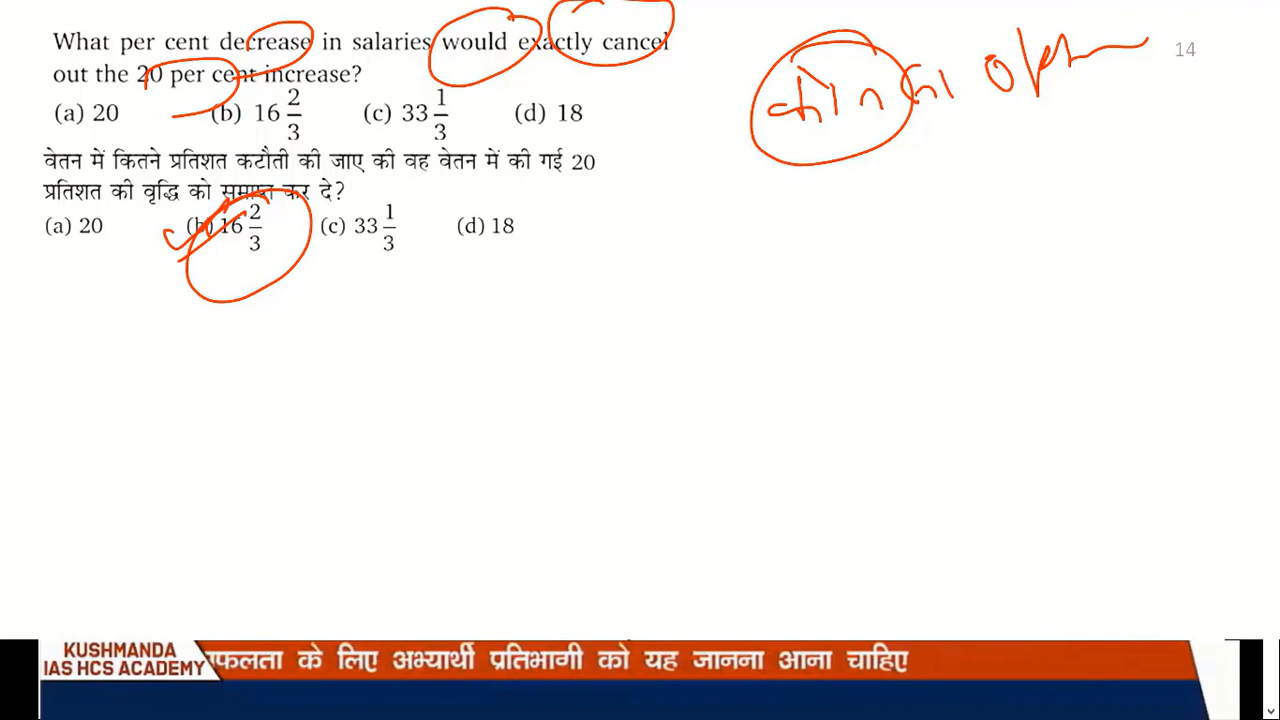 What per cent decrease in salaries would exactly cancel
out the 20 per cent increase?
(a) 20 (b) 16 2/3 (c) 33 1/3 (d) 18
वेतन में कितने प्रतिशत कटौती की जाए की वह वेतन में की गई 20
प्रतिशत की वृद्धि को समाप्त कर दे?
(a) 20 (b) 16 2/3 (c) 33 1/3 (d) 18
14
KUSHMANDA
IAS HCS ACADEMY
फलता के लिए अभ्यार्थी प्रतिभागी को यह जानना आना चाहिए